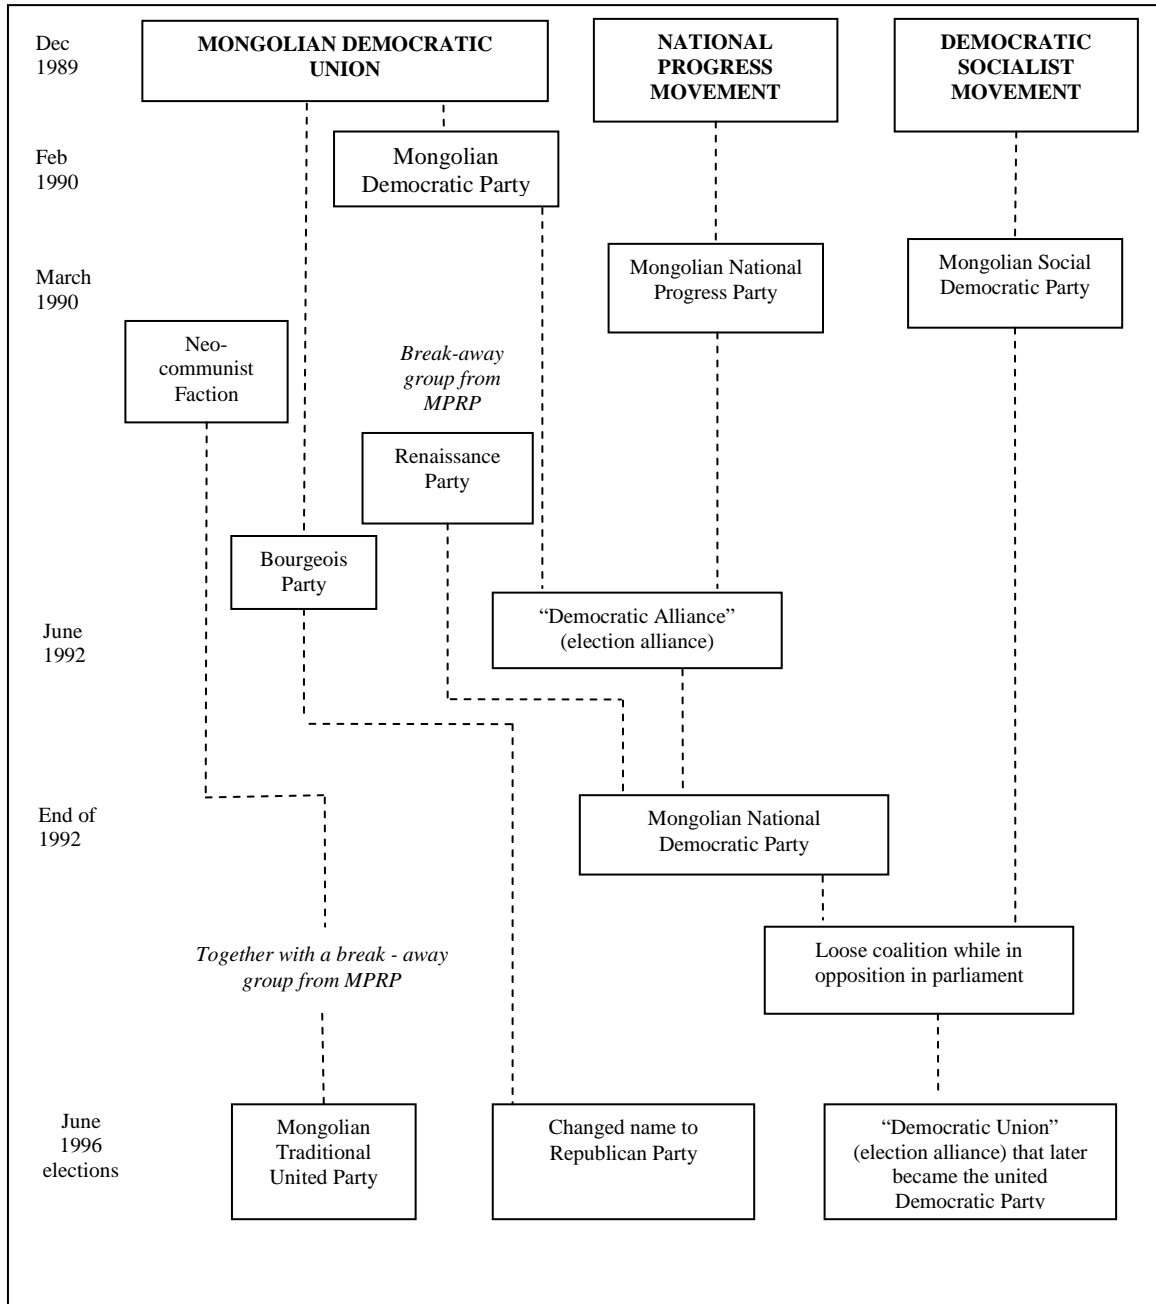 Dec
1989
MONGOLIAN DEMOCRATIC
UNION
NATIONAL
PROGRESS
MOVEMENT
DEMOCRATIC
SOCIALIST
MOVEMENT
Feb
1990
Mongolian
Democratic Party
March
1990
Mongolian National
Progress Party
Mongolian Social
Democratic Party
Neo-
communist
Faction
Break-away
group from
MPRP
Renaissance
Party
Bourgeois
Party
June
1992
“Democratic Alliance”
(election alliance)
End of
1992
Mongolian National
Democratic Party
Together with a break - away
group from MPRP
Loose coalition while in
opposition in parliament
June
1996
elections
Mongolian
Traditional
United Party
Changed name to
Republican Party
“Democratic Union”
(election alliance) that later
became the united
Democratic Party